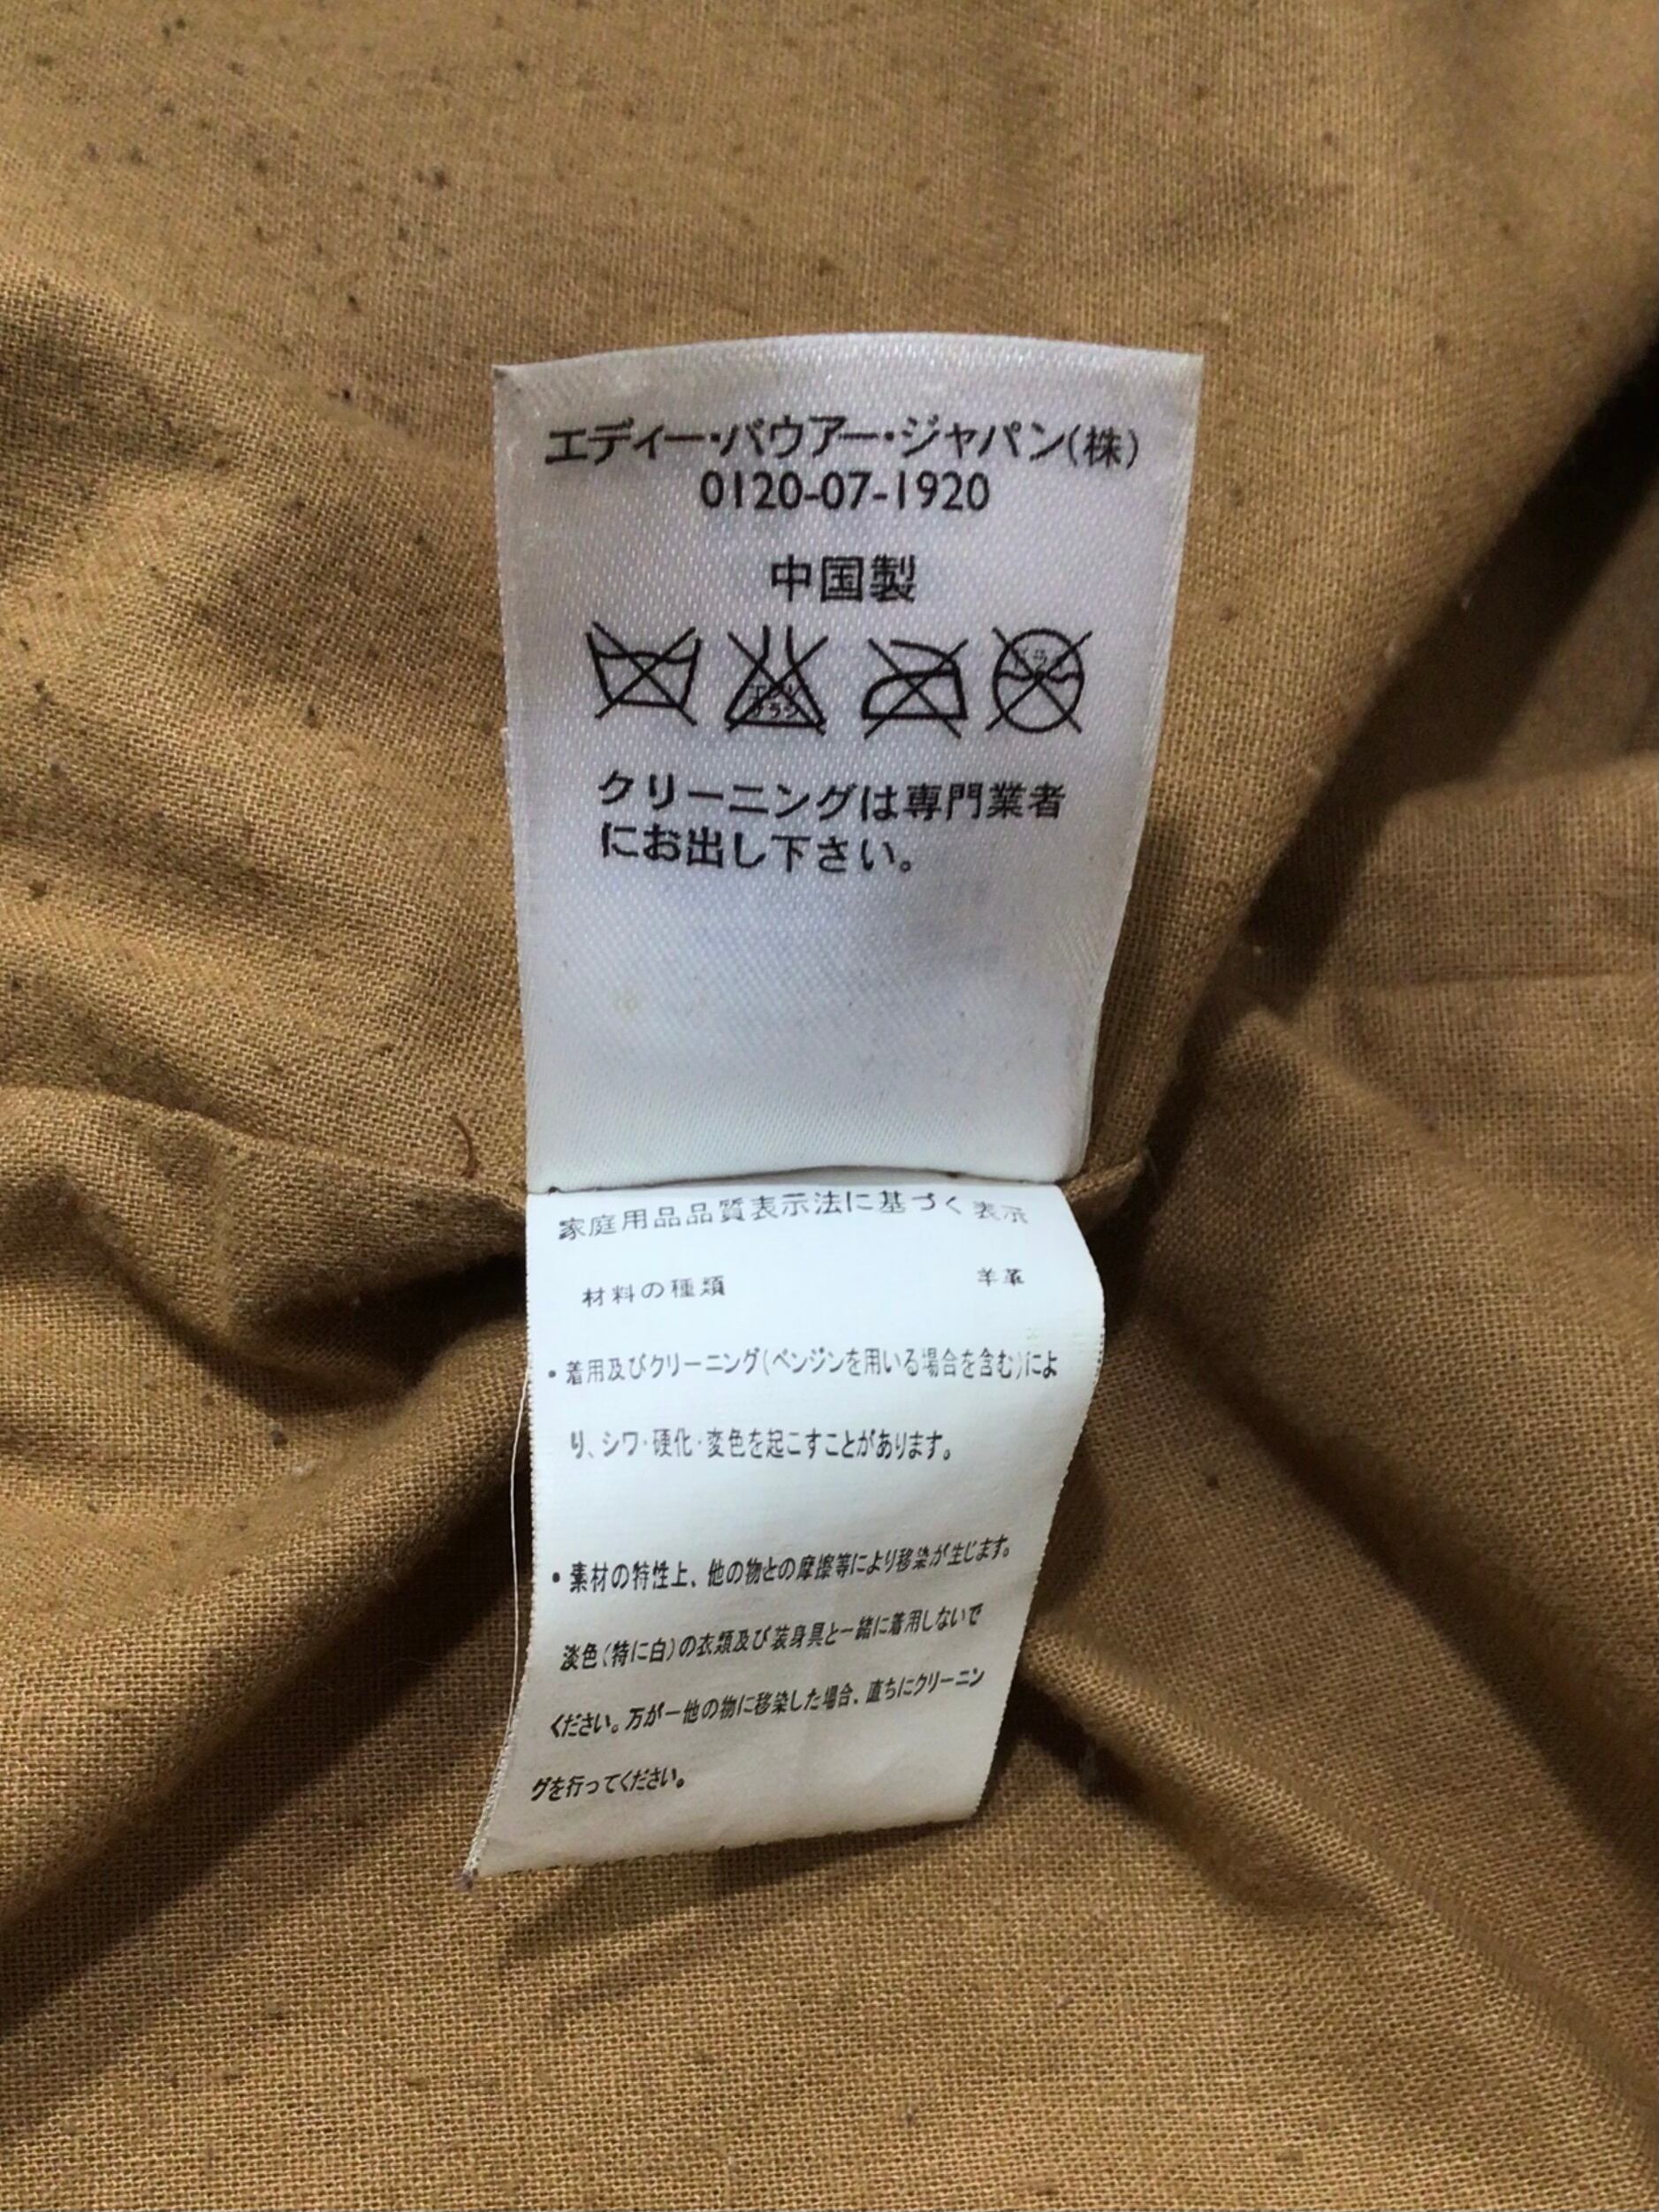 エディー・バウアー・ジャパン(株)
0120-07-1920
中国製
エンソ
サラシ
ドライ
クリーニングは専門業者
にお出し下さい。
家庭用品品質表示法に基づく表示
材料の種類 羊革
・着用及びクリーニング(ベンジンを用いる場合を含む)によ
り、シワ・硬化・変色を起こすことがあります。
・素材の特性上、他の物との摩擦等により移染が生じます。
淡色(特に白)の衣類及び装身具と一緒に着用しないで
ください。万が一他の物に移染した場合、直ちにクリーニン
グを行ってください。